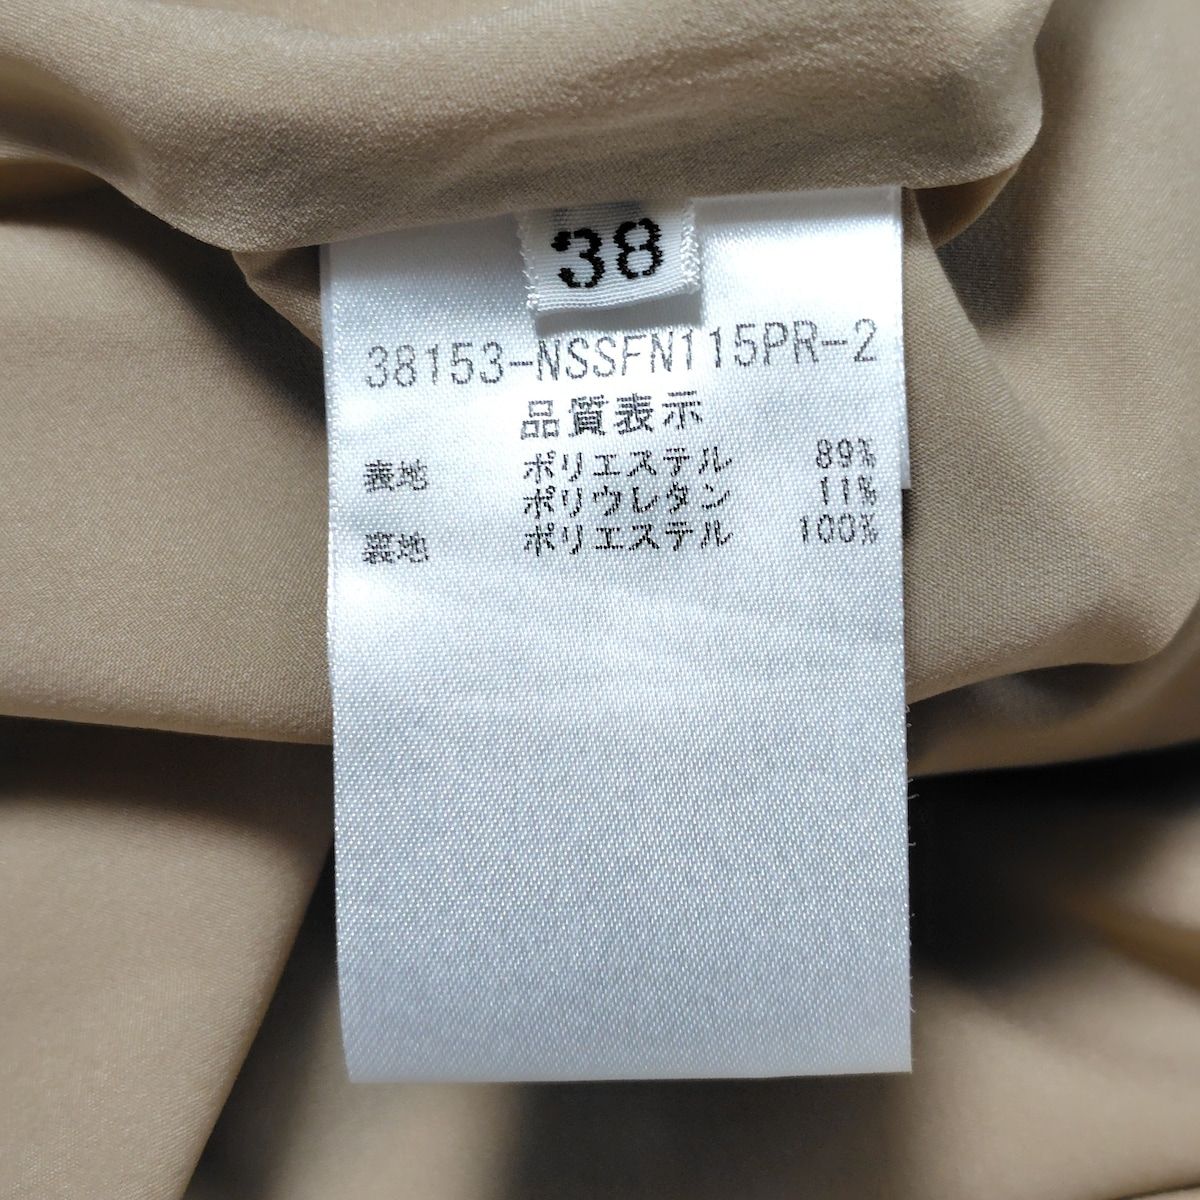 38
38153-NSSFN115PR-2
品質表示
表地 ポリエステル 89%
ポリウレタン 11%
裏地 ポリエステル 100%